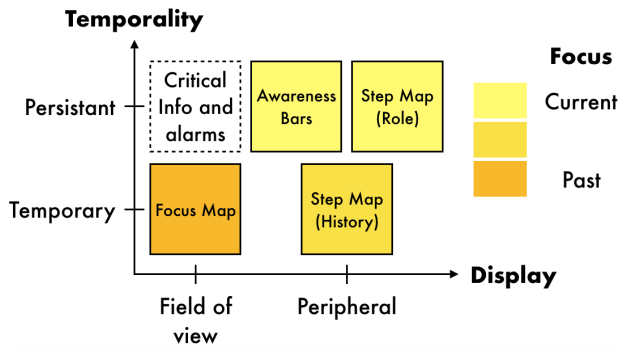 Temporality
Focus
Critical
Info and
alarms
Awareness
Bars
Step Map
(Role)
Persistant
Current
Focus Map
Step Map
(History)
Temporary
Past
Display
Field of
view
Peripheral